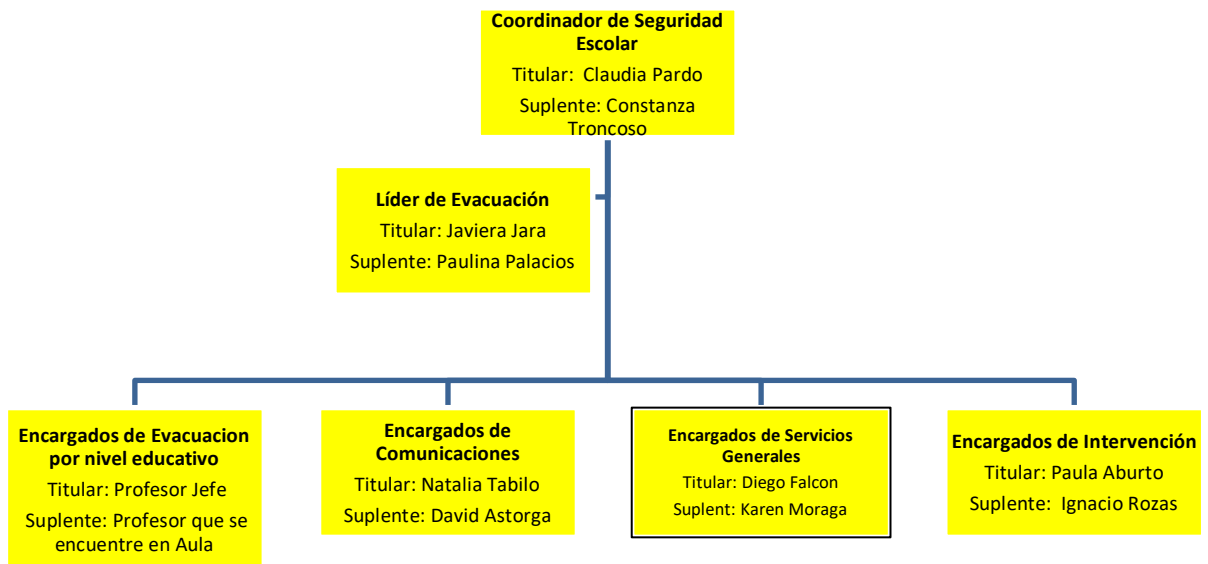 Coordinador de Seguridad
Escolar
Titular: Claudia Pardo
Suplente: Constanza
Troncoso
Líder de Evacuación
Titular: Javiera Jara
Suplente: Paulina Palacios
Encargados de Evacuacion
por nivel educativo
Titular: Profesor Jefe
Suplente: Profesor que se
encuentre en Aula
Encargados de
Comunicaciones
Titular: Natalia Tabilo
Suplente: David Astorga
Encargados de Servicios
Generales
Titular: Diego Falcon
Suplent: Karen Moraga
Encargados de Intervención
Titular: Paula Aburto
Suplente: Ignacio Rozas